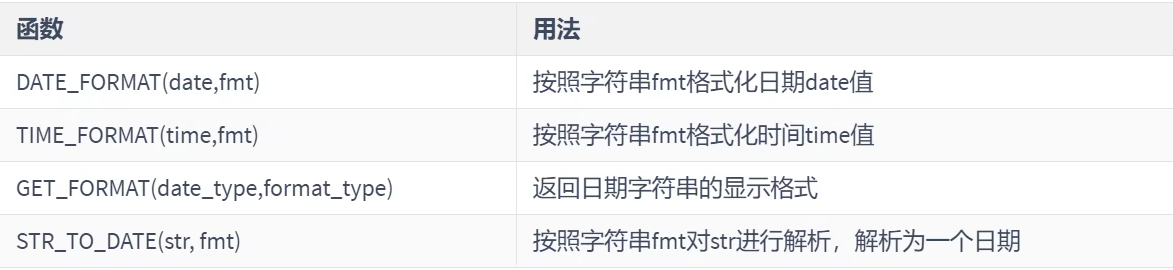 函数 用法
DATE_FORMAT(date,fmt) 按照字符串fmt格式化日期date值
TIME_FORMAT(time,fmt) 按照字符串fmt格式化时间time值
GET_FORMAT(date_type,format_type) 返回日期字符串的显示格式
STR_TO_DATE(str, fmt) 按照字符串fmt对str进行解析，解析为一个日期